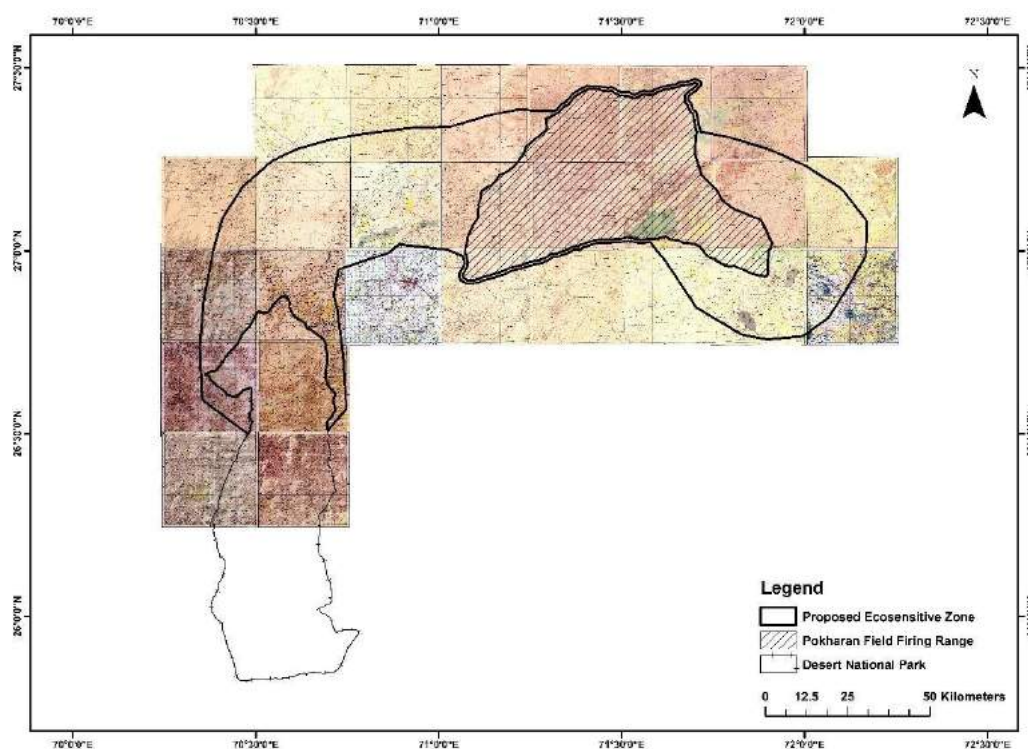 70°0'0"E 70°30'0"E 71°0'0"E 71°30'0"E 72°0'0"E 72°30'0"E
27°30'0"N
27°0'0"N
26°30'0"N
26°0'0"N
Legend
Proposed Ecosensitive Zone
Pokharan Field Firing Range
Desert National Park
0 12.5 25 50 Kilometers
70°0'0"E 70°30'0"E 71°0'0"E 71°30'0"E 72°0'0"E 72°30'0"E